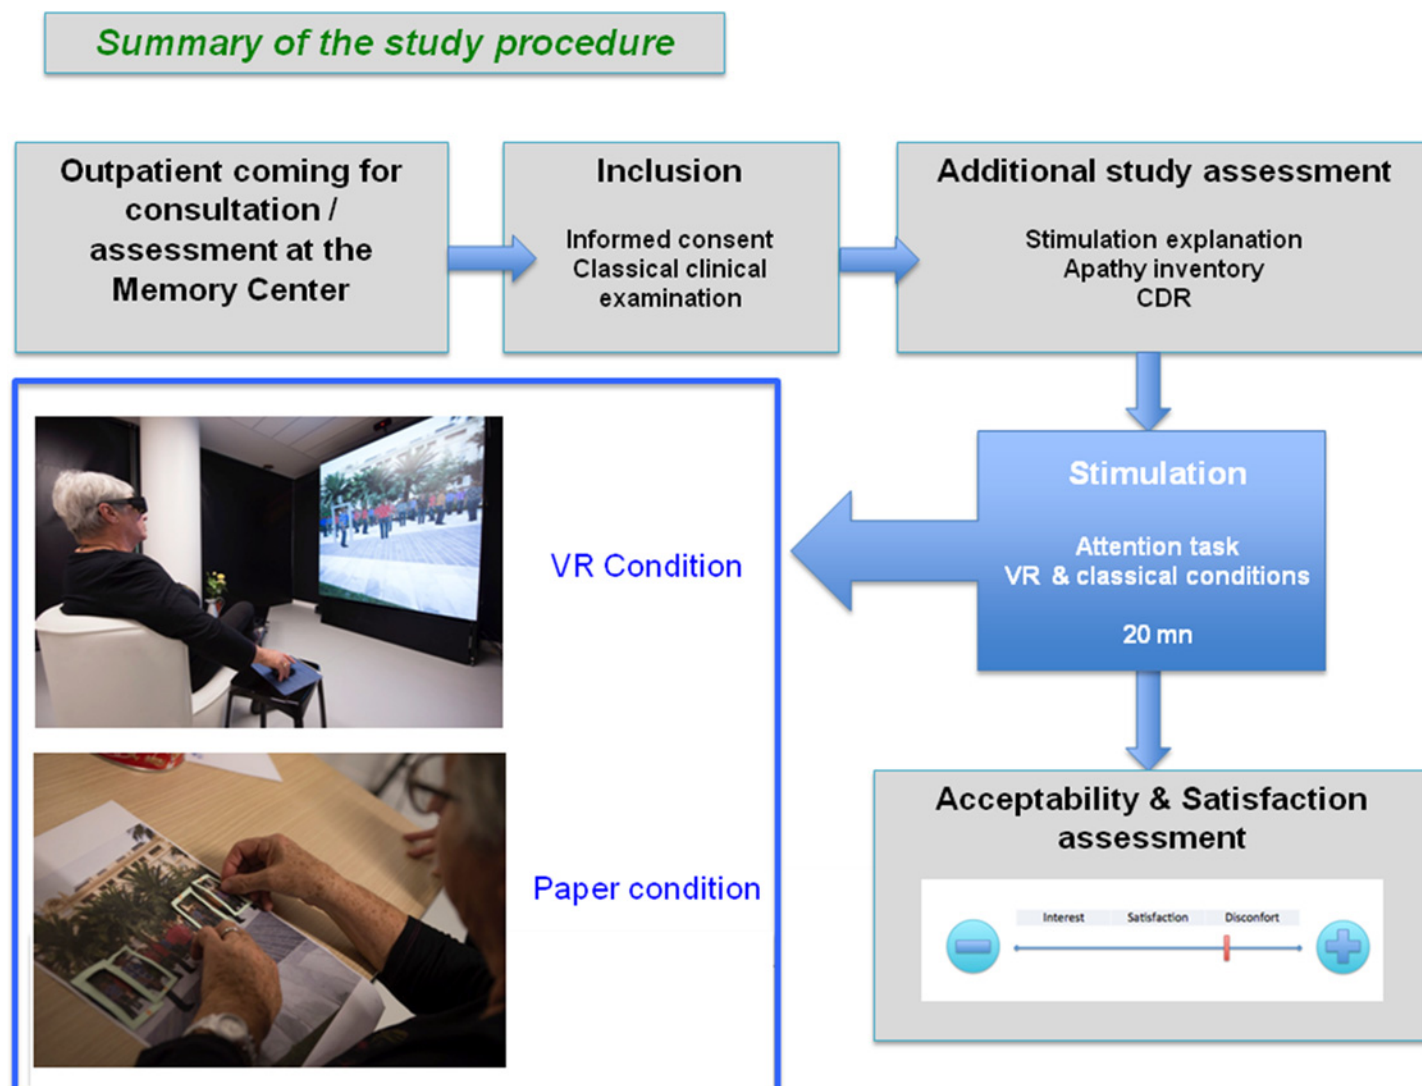 Summary of the study procedure
Outpatient coming for
consultation /
assessment at the
Memory Center
Inclusion
Informed consent
Classical clinical
examination
Additional study assessment
Stimulation explanation
Apathy inventory
CDR
Stimulation
Attention task
VR & classical conditions
20 mn
VR Condition
Paper condition
Acceptability & Satisfaction
assessment
Interest Satisfaction Disconfort